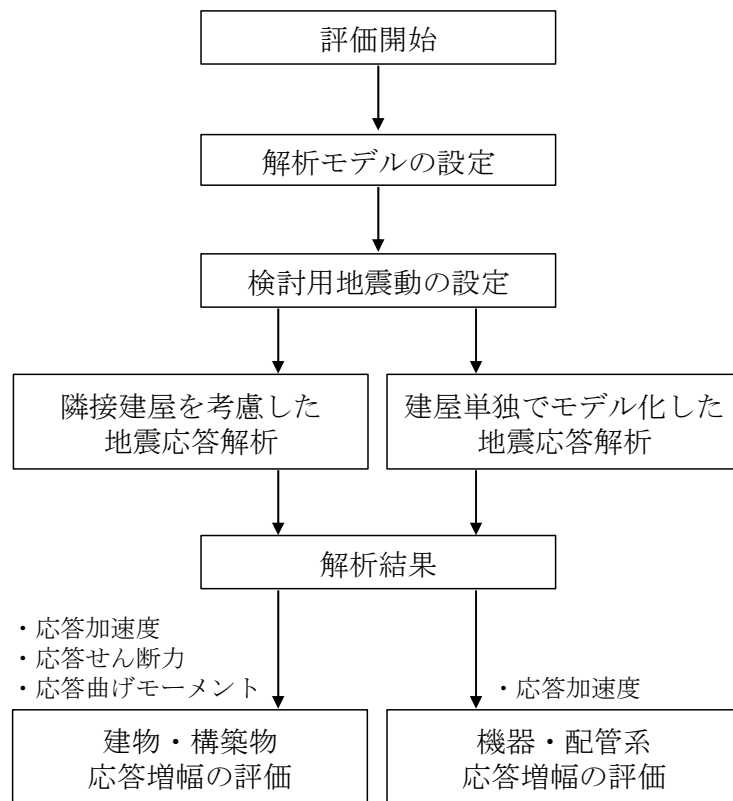 評価開始
解析モデルの設定
検討用地震動の設定
隣接建屋を考慮した
地震応答解析
建屋単独でモデル化した
地震応答解析
解析結果
・応答加速度
・応答せん断力
・応答曲げモーメント
・応答加速度
建物・構築物
応答増幅の評価
機器・配管系
応答増幅の評価